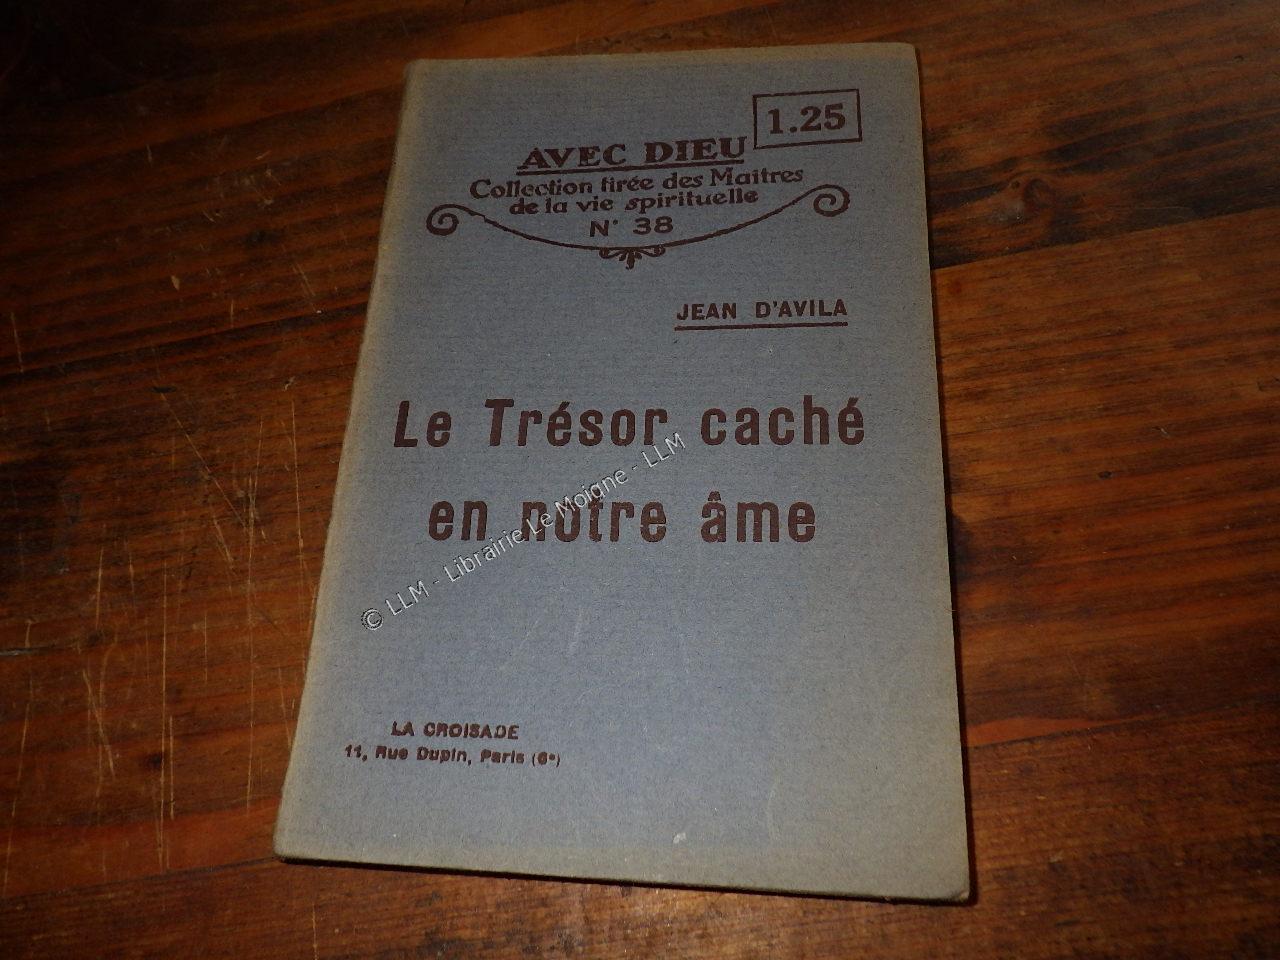 1.25
AVEC DIEU
Collection tirée des Maîtres
de la vie spirituelle
N° 38
JEAN D'AVILA
Le Trésor caché
en notre âme
© LLM - Librairie Le Moigne - LLM
LA CROISADE
11, Rue Dupin, Paris (6e)